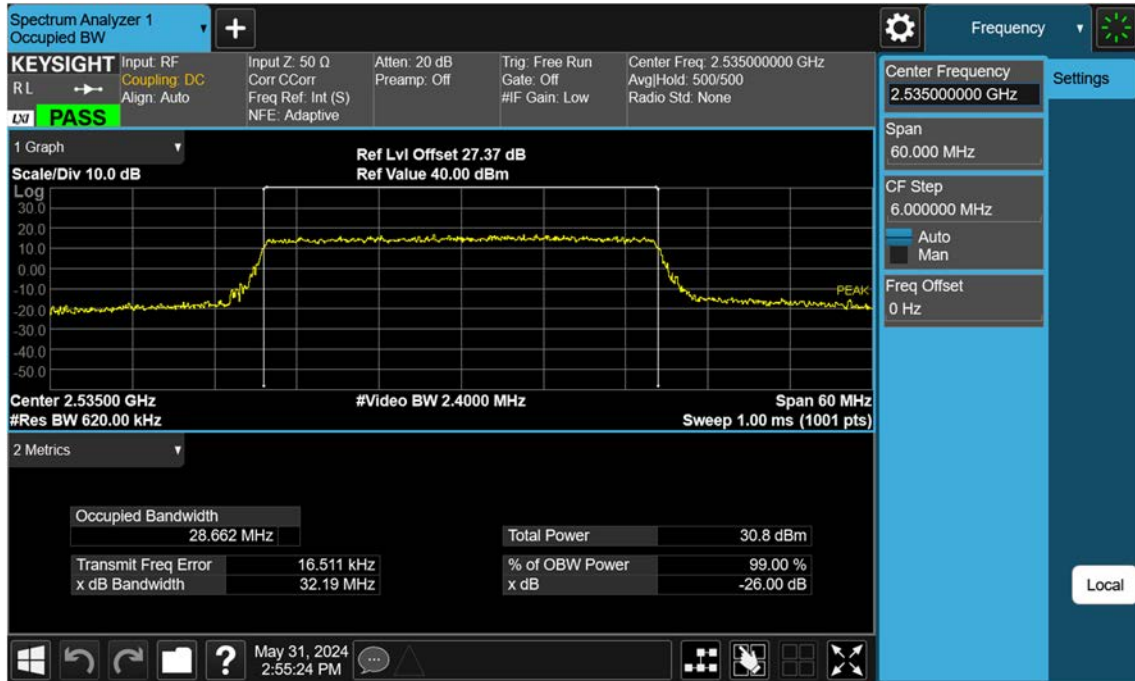 Spectrum Analyzer 1
Occupied BW
Frequency
KEYSIGHT
R L
LXI
PASS
Input: RF
Coupling: DC
Align: Auto
Input Z: 50 Ω
Corr CCorr
Freq Ref: Int (S)
NFE: Adaptive
Atten: 20 dB
Preamp: Off
Trig: Free Run
Gate: Off
#IF Gain: Low
Center Freq: 2.535000000 GHz
Avg|Hold: 500/500
Radio Std: None
Center Frequency
2.535000000 GHz
Settings
Span
60.000 MHz
CF Step
6.000000 MHz
Auto
Man
Freq Offset
0 Hz
Local
1 Graph
Scale/Div 10.0 dB
Ref Lvl Offset 27.37 dB
Ref Value 40.00 dBm
Log
30.0
20.0
10.0
0.00
-10.0
-20.0
-30.0
-40.0
-50.0
PEAK
Center 2.53500 GHz
#Video BW 2.4000 MHz
Span 60 MHz
#Res BW 620.00 kHz
Sweep 1.00 ms (1001 pts)
2 Metrics
Occupied Bandwidth
28.662 MHz
Total Power 30.8 dBm
Transmit Freq Error 16.511 kHz
% of OBW Power 99.00 %
x dB Bandwidth 32.19 MHz
x dB -26.00 dB
?
May 31, 2024
2:55:24 PM